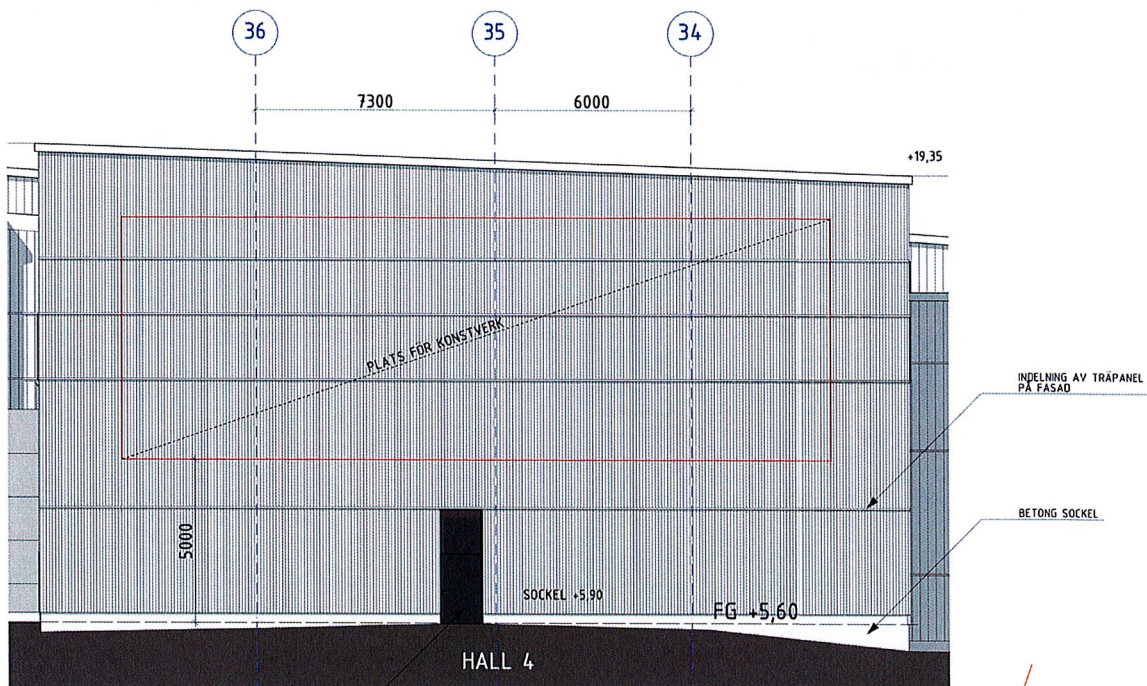 36
35
34
7300
6000
+19,35
PLATS FÖR KONSTVERK
INDELNING AV TRÄPANEL
PÅ FASAD
5000
BETONG SOCKEL
SOCKEL +5,90
FG +5,60
HALL 4